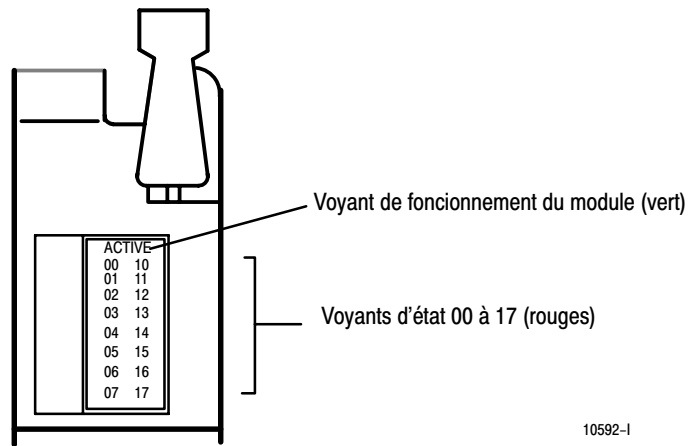 Voyant de foncionnement du module (vert)
ACTIVE
00 10
01 11
02 12
03 13
04 14
05 15
06 16
07 17
Voyants d'état 00 à 17 (rouges)
10592-I